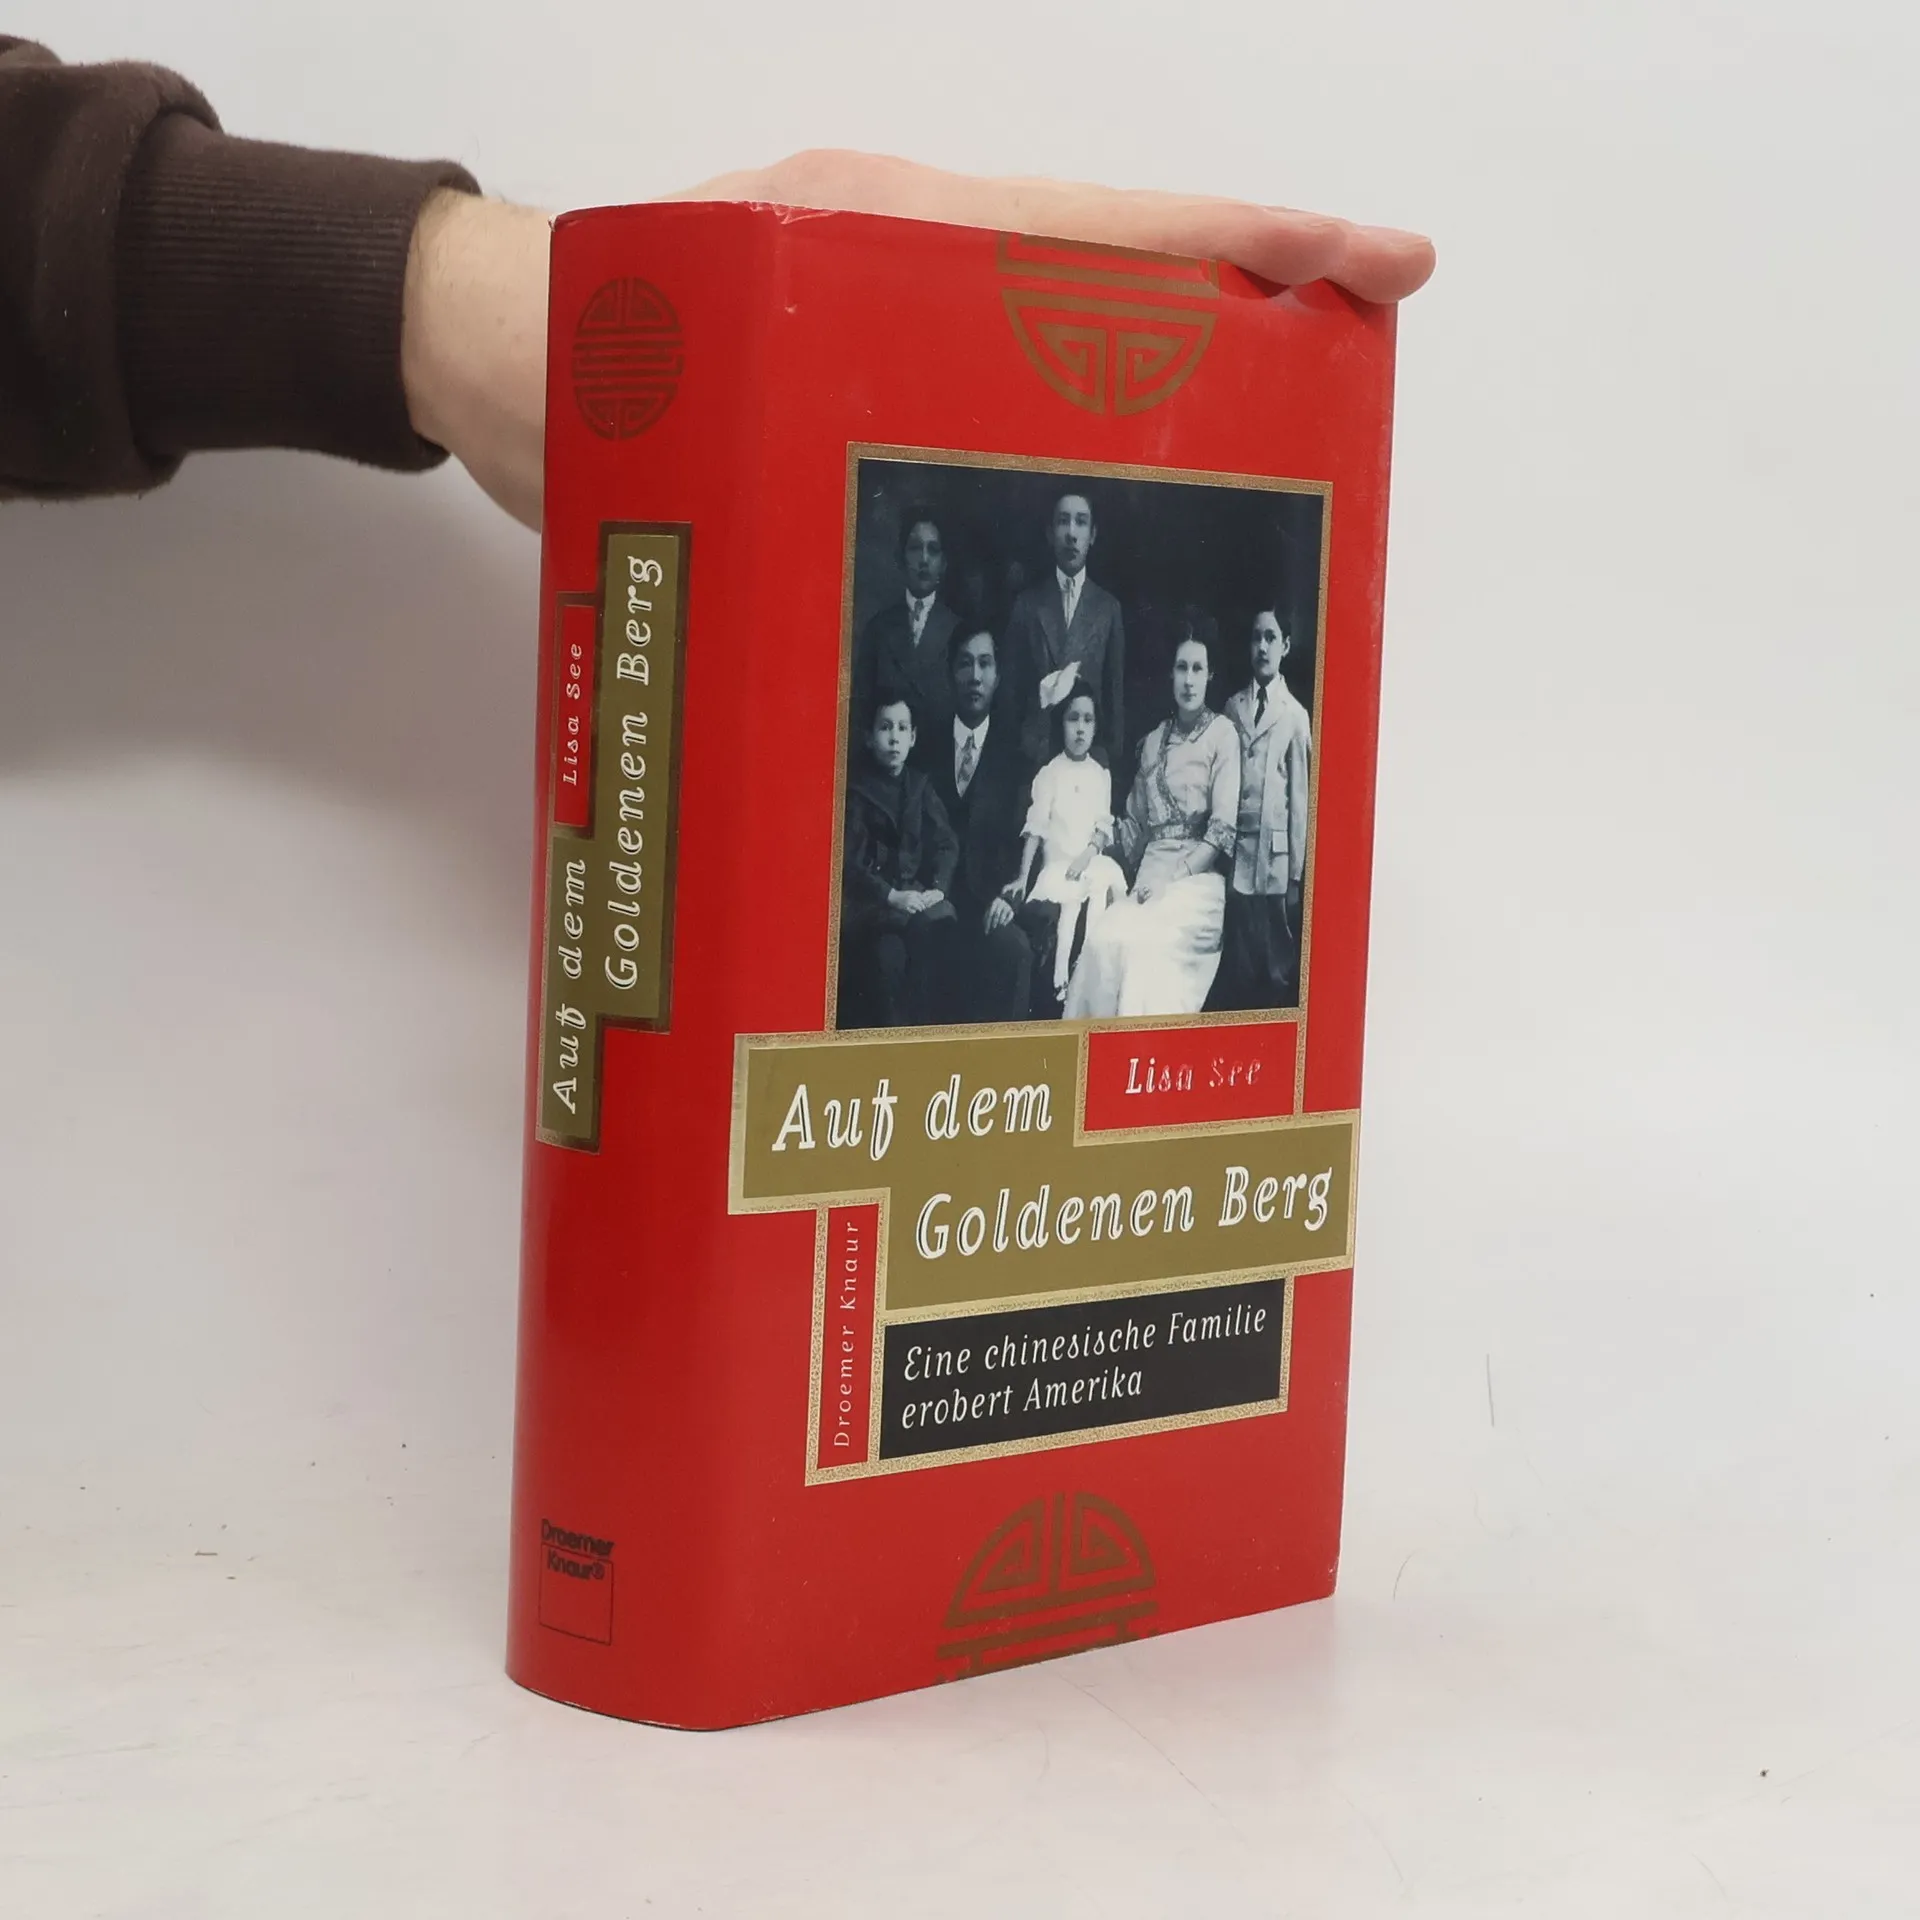 Lisa See
Auf dem
Goldenen Berg
Droemer
Knaur®
Lisa See
Auf dem
Goldenen Berg
Droemer Knaur
Eine chinesische Familie
erobert Amerika